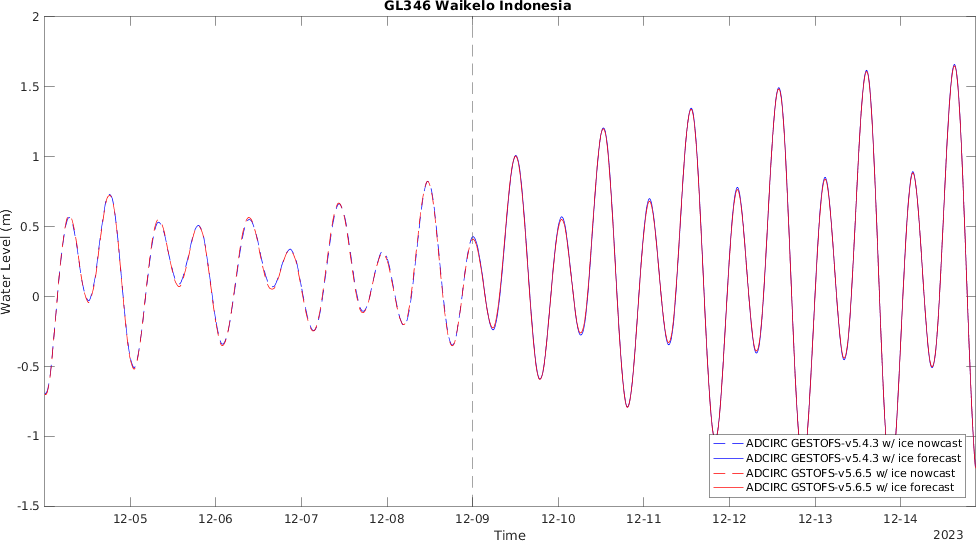 GL346 Waikelo Indonesia
2
1.5
1
0.5
0
-0.5
-1
-1.5
Water Level (m)
ADCIRC GESTOFS-v5.4.3 w/ ice nowcast
ADCIRC GESTOFS-v5.4.3 w/ ice forecast
ADCIRC GSTOFS-v5.6.5 w/ ice nowcast
ADCIRC GSTOFS-v5.6.5 w/ ice forecast
12-05 12-06 12-07 12-08 12-09 12-10 12-11 12-12 12-13 12-14
Time
2023